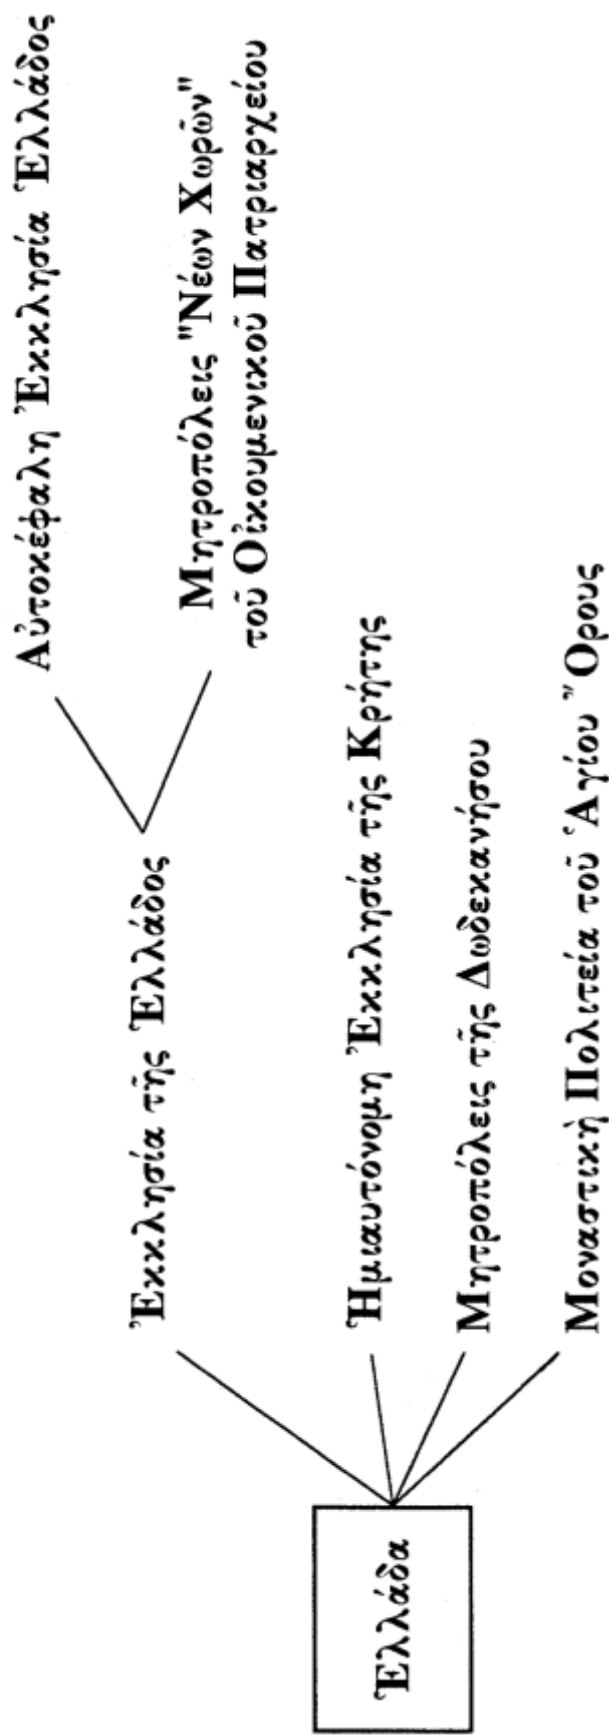 Ἑλλάδα
Ἐκκλησία τῆς Ἑλλάδος
Αὐτοκέφαλη Ἐκκλησία Ἑλλάδος
Μητροπόλεις "Νέων Χωρῶν"
τοῦ Οἰκουμενικοῦ Πατριαρχείου
Ἡμιαυτόνομη Ἐκκλησία τῆς Κρήτης
Μητροπόλεις τῆς Δωδεκανήσου
Μοναστικὴ Πολιτεία τοῦ Ἁγίου Ὄρους